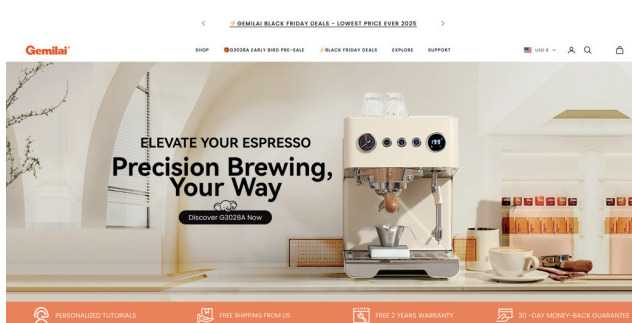 ⚡GEMILAI BLACK FRIDAY DEALS - LOWEST PRICE EVER 2025
Gemilai
SHOP
🎁G3028A EARLY BIRD PRE-SALE
⚡BLACK FRIDAY DEALS
EXPLORE
SUPPORT
USD $
ELEVATE YOUR ESPRESSO
Precision Brewing,
Your Way
Discover G3028A Now
199°
PERSONALIZED TUTORIALS
FREE SHIPPING FROM US
FREE 2 YEARS WARRANTY
30 -DAY MONEY-BACK GUARANTEE